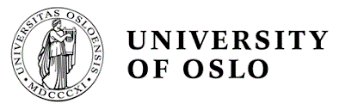 UNIVERSITAS OSLOENSIS
MDCCCXI
UNIVERSITY
OF OSLO